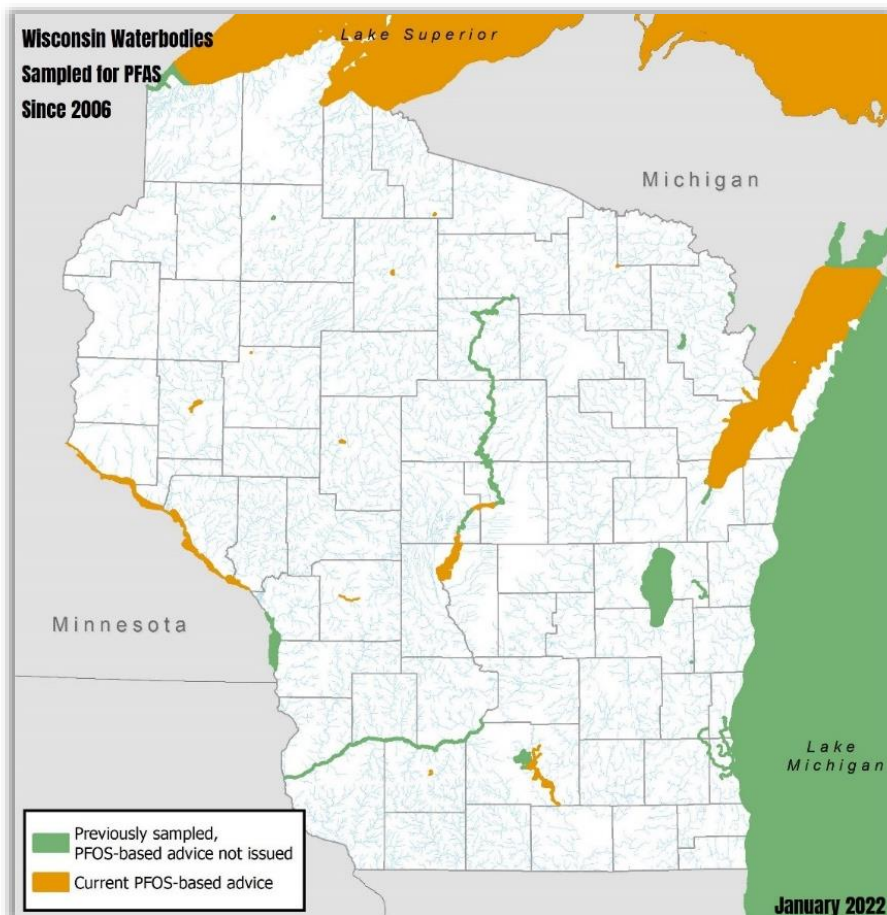 Wisconsin Waterbodies
Sampled for PFAS
Since 2006
Lake Superior
Michigan
Minnesota
Lake
Michigan
Previously sampled,
PFOS-based advice not issued
Current PFOS-based advice
January 2022